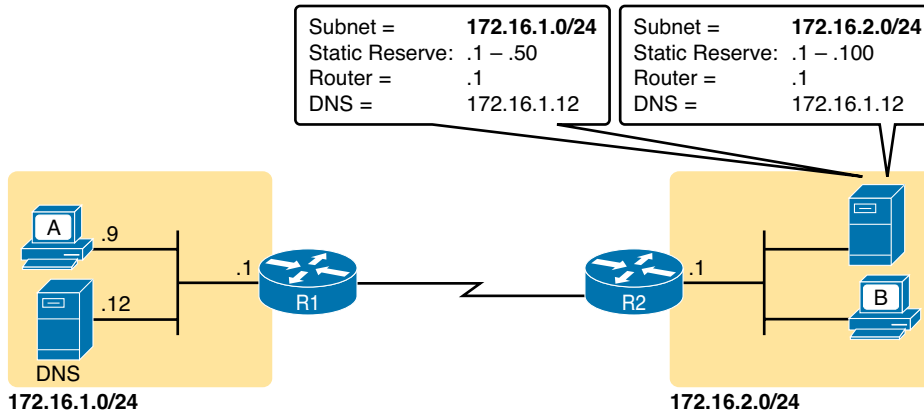 Subnet = 172.16.1.0/24
Static Reserve: .1 – .50
Router = .1
DNS = 172.16.1.12
Subnet = 172.16.2.0/24
Static Reserve: .1 – .100
Router = .1
DNS = 172.16.1.12
A
.9
.12
DNS
.1
R1
R2
.1
B
172.16.1.0/24
172.16.2.0/24